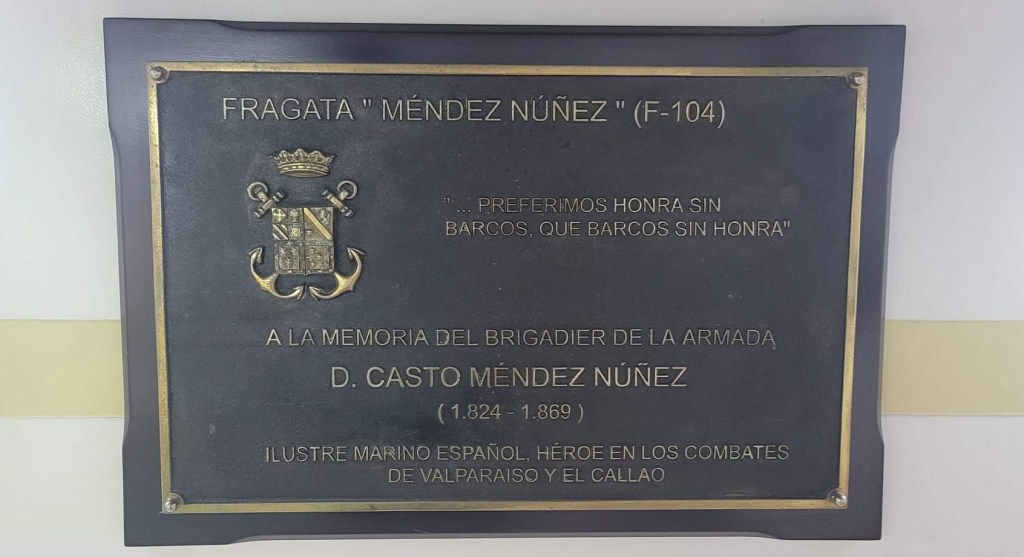 FRAGATA " MÉNDEZ NÚÑEZ " (F-104)
" ... PREFERIMOS HONRA SIN
BARCOS, QUE BARCOS SIN HONRA"
A LA MEMORIA DEL BRIGADIER DE LA ARMADA
D. CASTO MÉNDEZ NÚÑEZ
( 1.824 - 1.869 )
ILUSTRE MARINO ESPAÑOL, HÉROE EN LOS COMBATES
DE VALPARAISO Y EL CALLAO